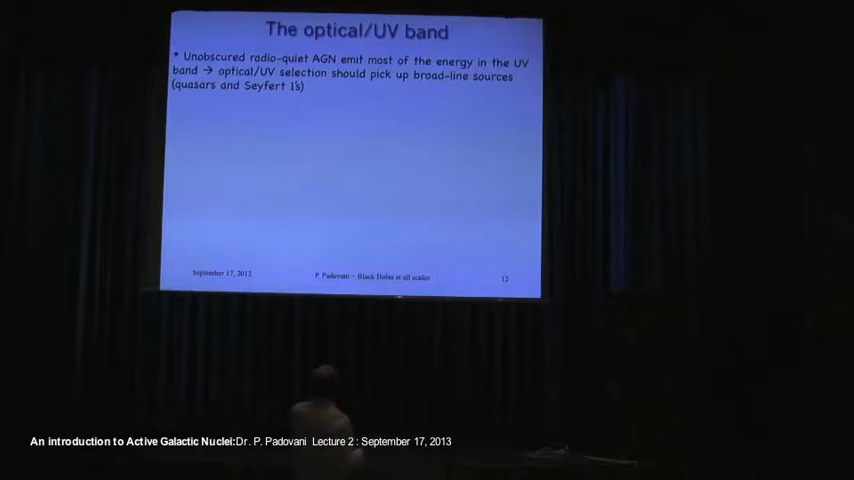 The optical/UV band
* Unobscured radio-quiet AGN emit most of the energy in the UV
band → optical/UV selection should pick up broad-line sources
(quasars and Seyfert 1's)
September 17, 2013 P. Padovani − Black Holes at all scales 12
An introduction to Active Galactic Nuclei:Dr. P. Padovani Lecture 2 : September 17, 2013